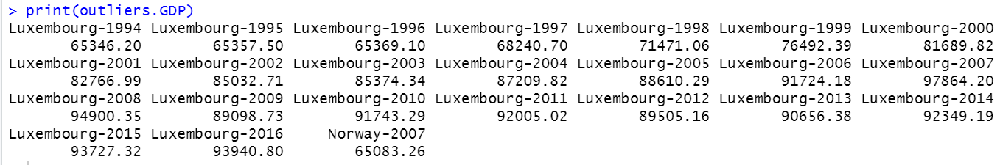 > print(outliers.GDP)
Luxembourg-1994 Luxembourg-1995 Luxembourg-1996 Luxembourg-1997 Luxembourg-1998 Luxembourg-1999 Luxembourg-2000
65346.20 65357.50 65369.10 68240.70 71471.06 76492.39 81689.82
Luxembourg-2001 Luxembourg-2002 Luxembourg-2003 Luxembourg-2004 Luxembourg-2005 Luxembourg-2006 Luxembourg-2007
82766.99 85032.71 85374.34 87209.82 88610.29 91724.18 97864.20
Luxembourg-2008 Luxembourg-2009 Luxembourg-2010 Luxembourg-2011 Luxembourg-2012 Luxembourg-2013 Luxembourg-2014
94900.35 89098.73 91743.29 92005.02 89505.16 90656.38 92349.19
Luxembourg-2015 Luxembourg-2016 Norway-2007
93727.32 93940.80 65083.26